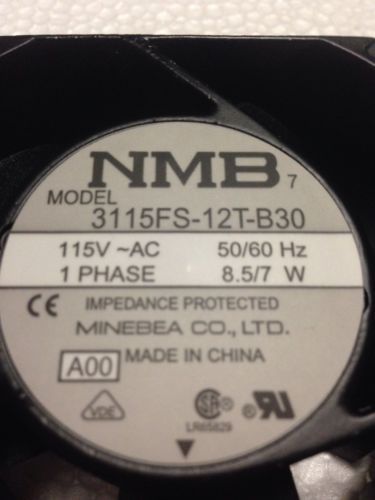 NMB 7
MODEL
3115FS-12T-B30
115V ~AC 50/60 Hz
1 PHASE 8.5/7 W
CE IMPEDANCE PROTECTED
MINEBEA CO., LTD.
A00 MADE IN CHINA
VDE
LR65829